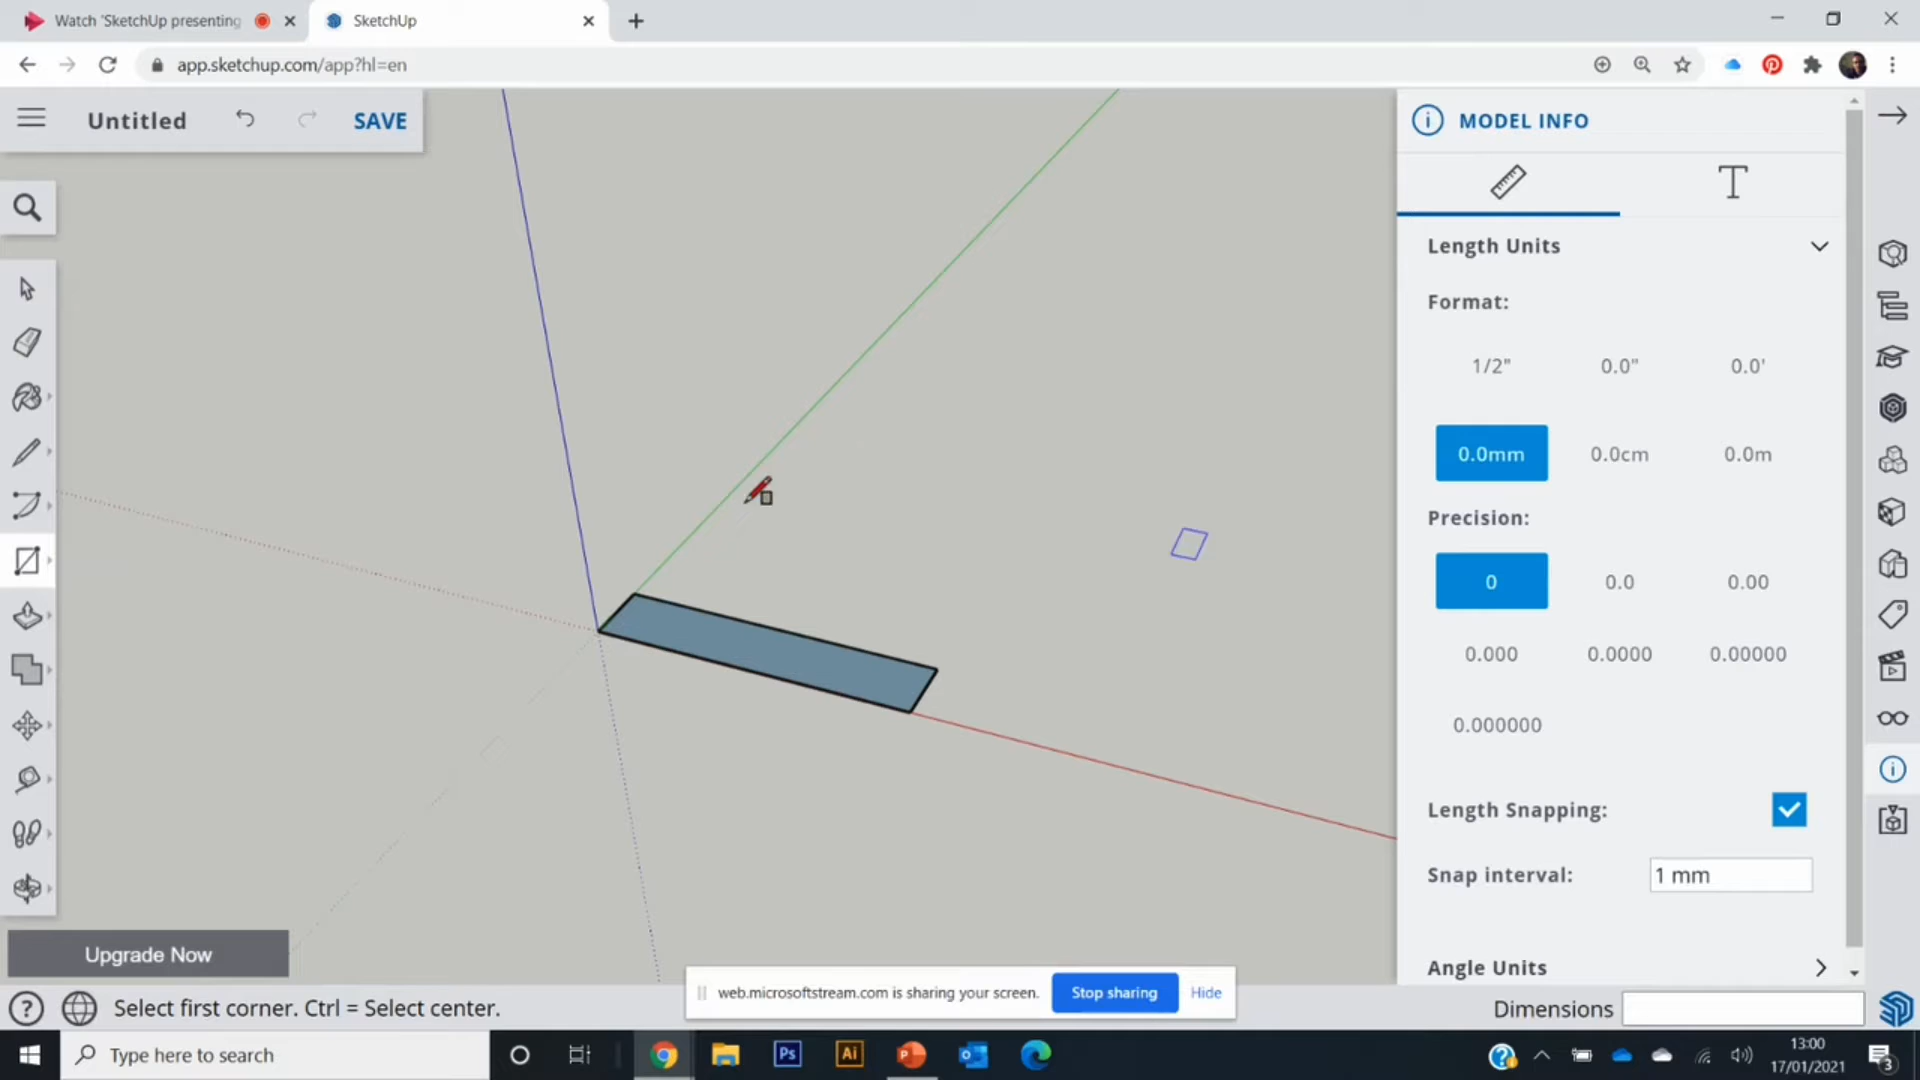 Watch 'SketchUp presenting
SketchUp
app.sketchup.com/app?hl=en
Untitled
SAVE
MODEL INFO
T
Length Units
Format:
1/2" 0.0" 0.0'
0.0mm 0.0cm 0.0m
Precision:
0 0.0 0.00
0.000 0.0000 0.00000
0.000000
Length Snapping:
Snap interval: 1 mm
Angle Units
Upgrade Now
web.microsoftstream.com is sharing your screen. Stop sharing Hide
Select first corner. Ctrl = Select center.
Dimensions
Type here to search
Ps
Ai
13:00
17/01/2021
3